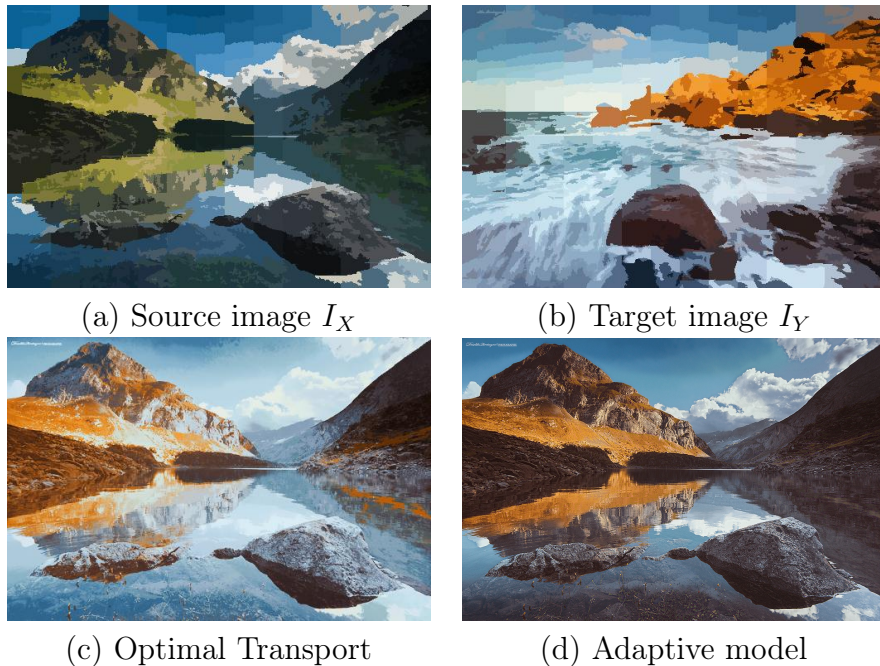 (a) Source image I_X
(b) Target image I_Y
(c) Optimal Transport
(d) Adaptive model